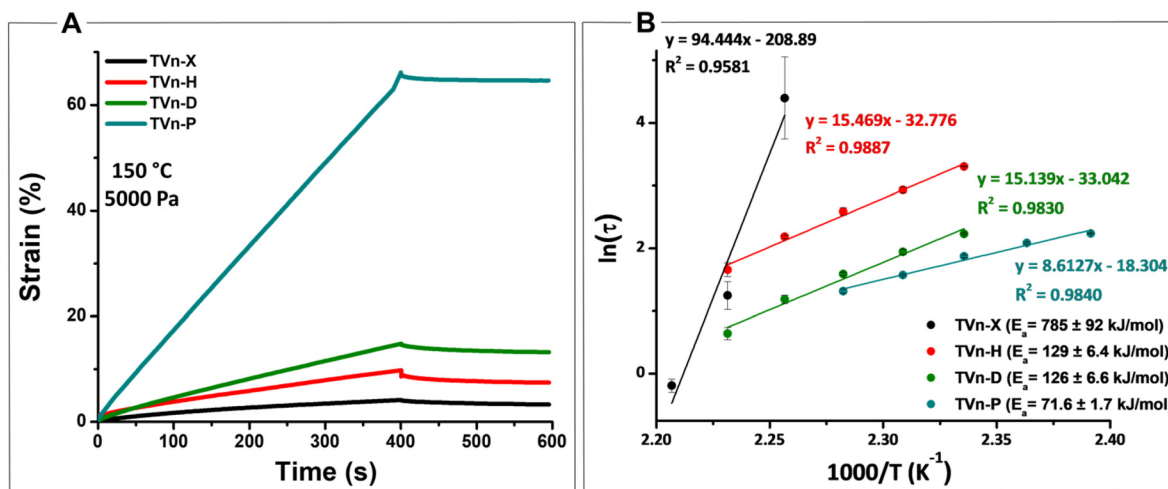 A
TVn-X
TVn-H
TVn-D
TVn-P
150 °C
5000 Pa
Strain (%)
60
40
20
0
0
100
200
300
400
500
600
Time (s)
B
y = 94.444x - 208.89
R² = 0.9581
y = 15.469x - 32.776
R² = 0.9887
y = 15.139x - 33.042
R² = 0.9830
y = 8.6127x - 18.304
R² = 0.9840
TVn-X (Eₐ= 785 ± 92 kJ/mol)
TVn-H (Eₐ= 129 ± 6.4 kJ/mol)
TVn-D (Eₐ= 126 ± 6.6 kJ/mol)
TVn-P (Eₐ= 71.6 ± 1.7 kJ/mol)
ln(τ)
4
2
0
2.20
2.25
2.30
2.35
2.40
1000/T (K⁻¹)